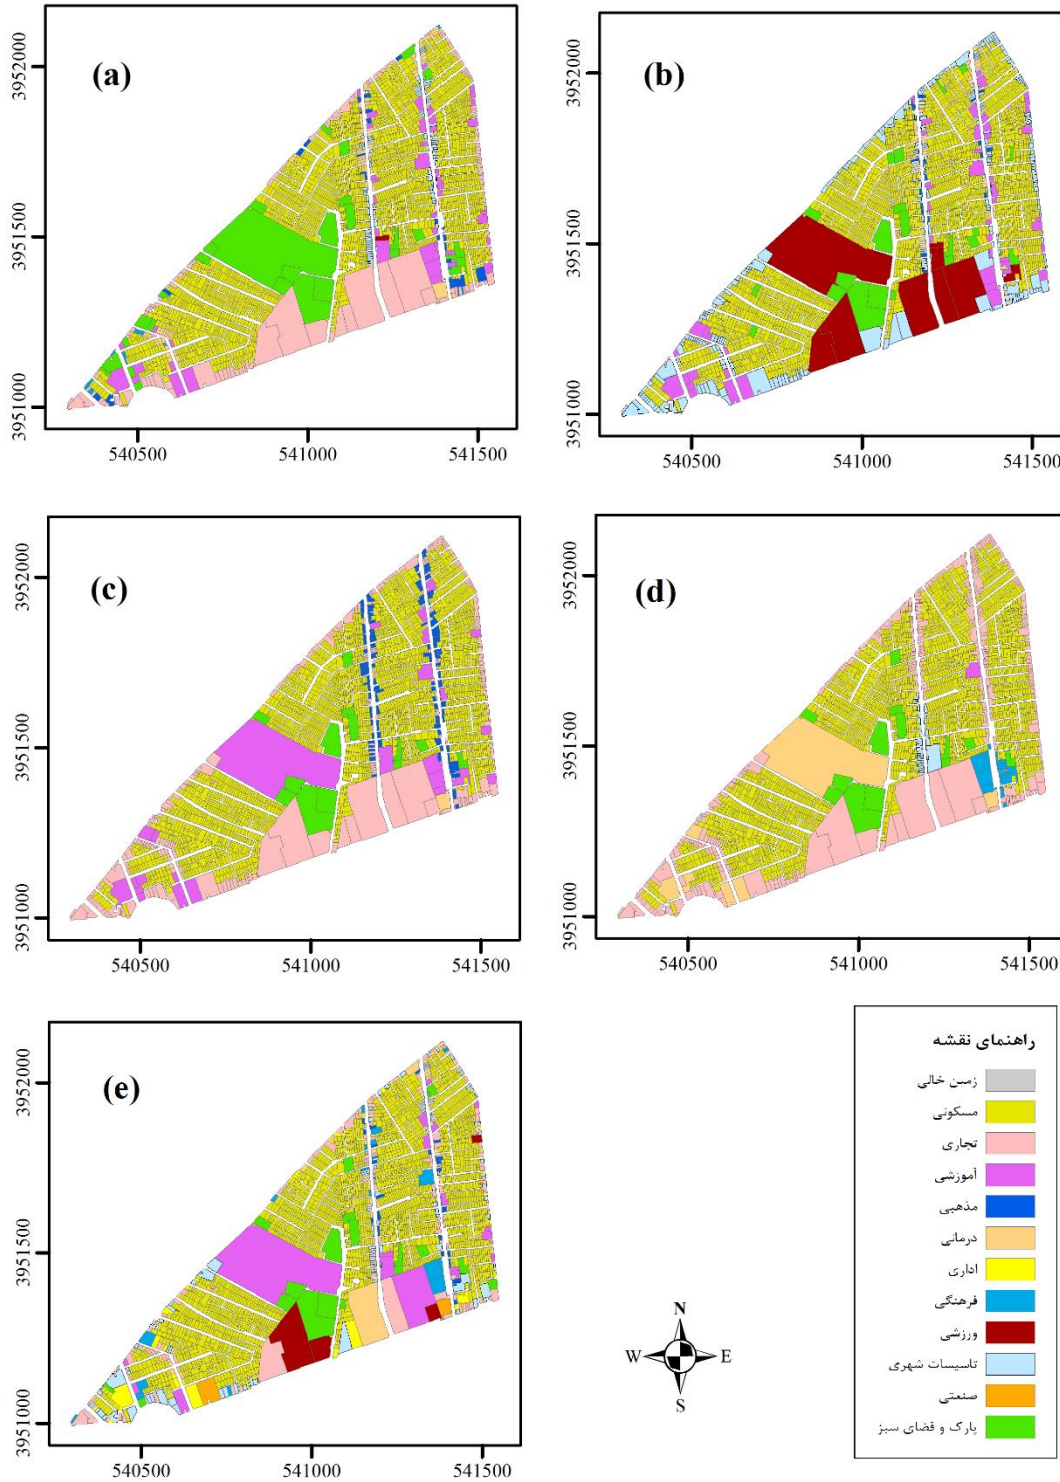 (a)
3952000
3951500
3951000
540500
541000
541500
(b)
3952000
3951500
3951000
540500
541000
541500
(c)
3952000
3951500
3951000
540500
541000
541500
(d)
3952000
3951500
3951000
540500
541000
541500
(e)
3952000
3951500
3951000
540500
541000
541500
N
W
E
S
راهنمای نقشه
زمین خالی
مسکونی
تجاری
آموزشی
مذهبی
درمانی
اداری
فرهنگی
ورزشی
تاسیسات شهری
صنعتی
پارک و فضای سبز